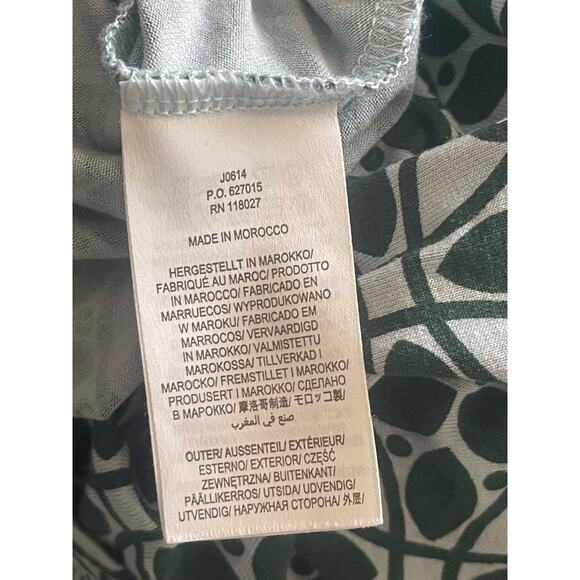 J0614
P.O. 627015
RN 118027
MADE IN MOROCCO
HERGESTELLT IN MAROKKO/
FABRIQUÉ AU MAROC/ PRODOTTO
IN MAROCCO/ FABRICADO EN
MARRUECOS/ WYPRODUKOWANO
W MAROKU/ FABRICADO EM
MARROCOS/ VERVAARDIGD
IN MAROKKO/ VALMISTETTU
MAROKOSSA/ TILLVERKAD I
MAROCKO/ FREMSTILLET I MAROKKO/
PRODUSERT I MAROKKO/ СДЕЛАНО
В МАРОККО/ 摩洛哥制造/ モロッコ製/
صنع في المغرب
OUTER/ AUSSENTEIL/ EXTÉRIEUR/
ESTERNO/ EXTERIOR/ CZĘŚĆ
ZEWNĘTRZNA/ BUITENKANT/
PÄÄLLIKERROS/ UTSIDA/ UDVENDIG/
UTVENDIG/ НАРУЖНАЯ СТОРОНА/ 外层/